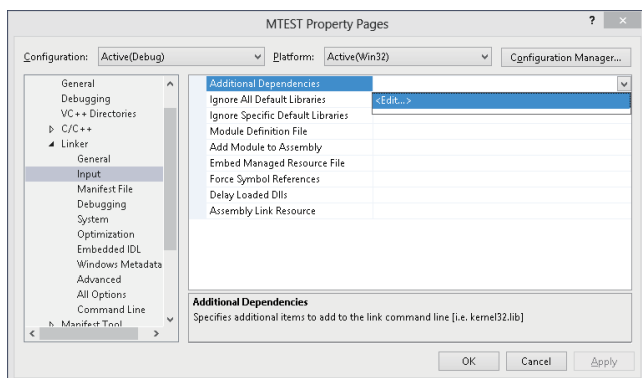 MTEST Property Pages
?
Configuration: Active(Debug) Platform: Active(Win32) Configuration Manager...
General
Debugging
VC++ Directories
C/C++
Linker
General
Input
Manifest File
Debugging
System
Optimization
Embedded IDL
Windows Metadata
Advanced
All Options
Command Line
Manifest Tool
Additional Dependencies
Ignore All Default Libraries <Edit...>
Ignore Specific Default Libraries
Module Definition File
Add Module to Assembly
Embed Managed Resource File
Force Symbol References
Delay Loaded Dlls
Assembly Link Resource
Additional Dependencies
Specifies additional items to add to the link command line [i.e. kernel32.lib]
OK Cancel Apply